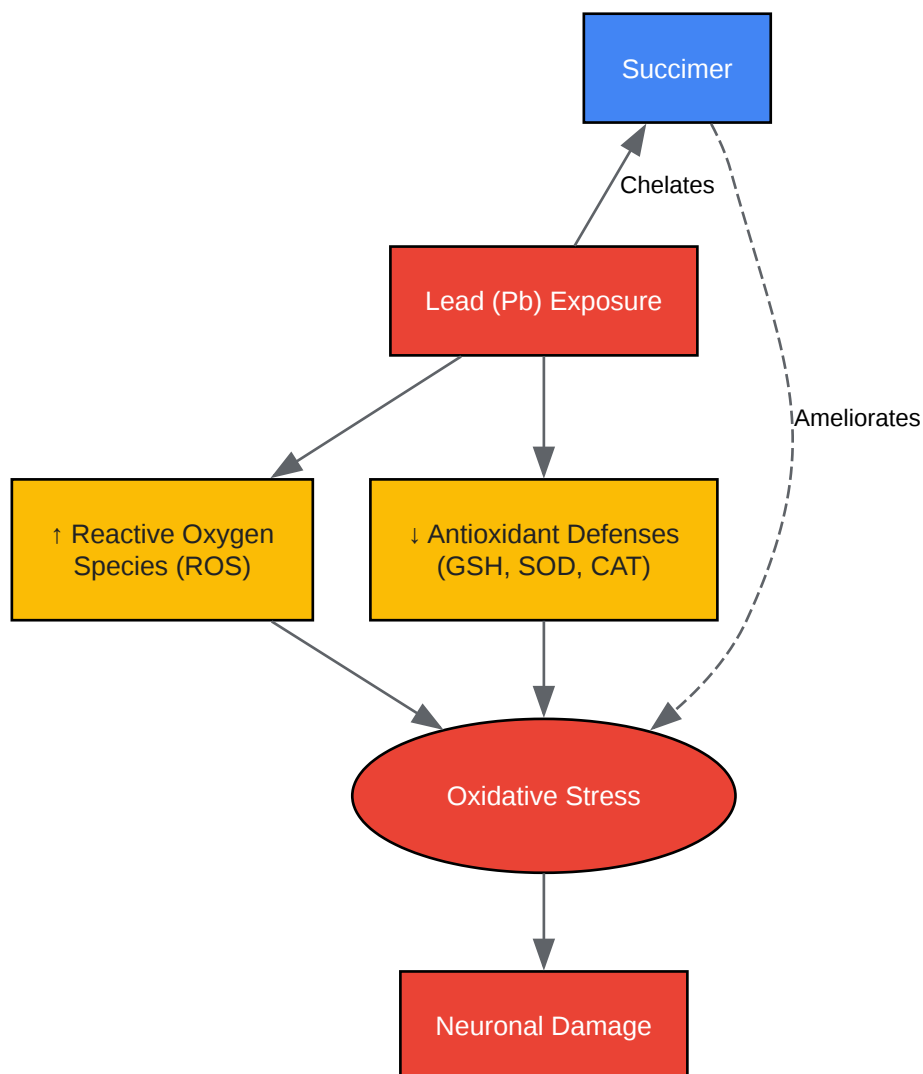 Succimer
Chelates
Lead (Pb) Exposure
Ameliorates
↑ Reactive Oxygen
Species (ROS)
↓ Antioxidant Defenses
(GSH, SOD, CAT)
Oxidative Stress
Neuronal Damage